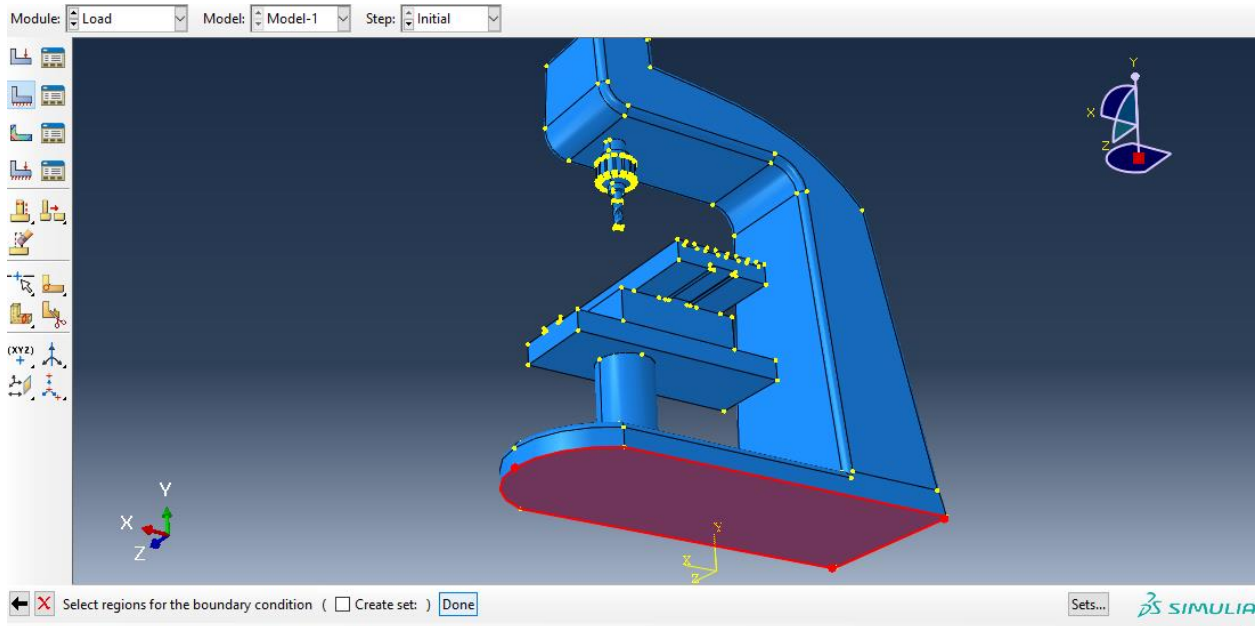 Module: Load Model: Model-1 Step: Initial
Y
X
Z
(XYZ)
Y
X
Z
Y
X
Z
Select regions for the boundary condition ( Create set: ) Done Sets... SIMULIA